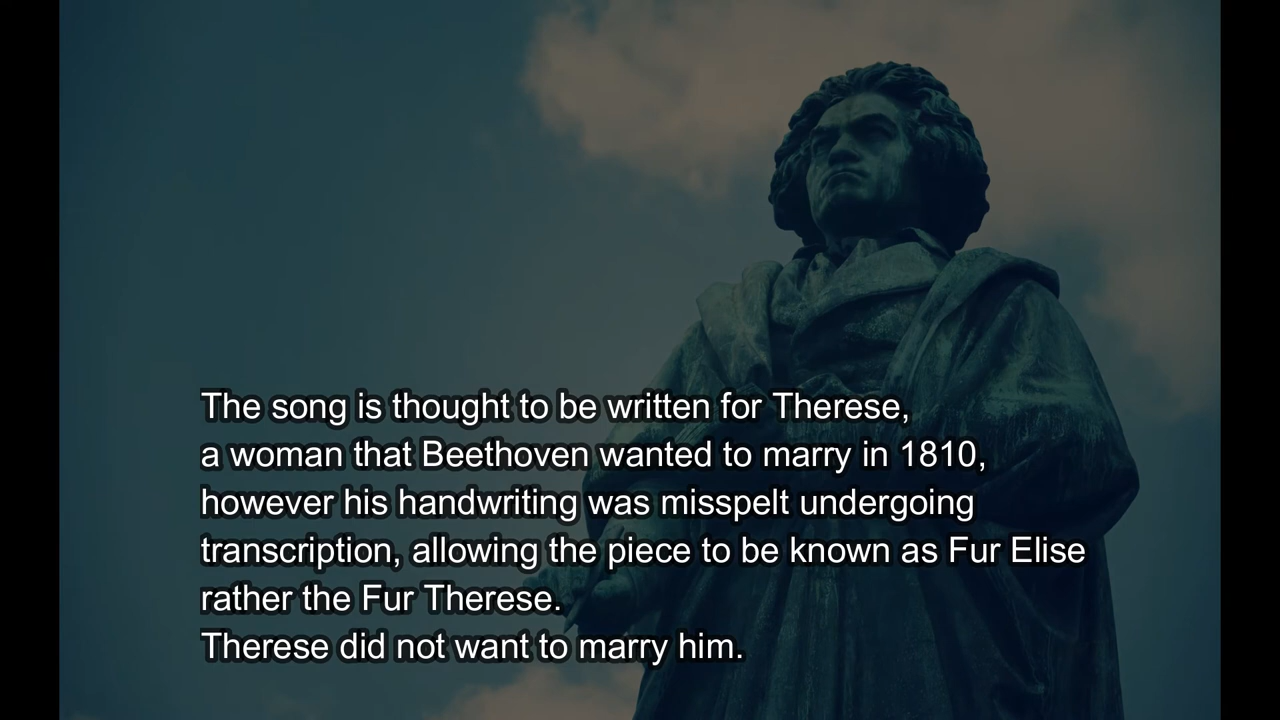 The song is thought to be written for Therese,
a woman that Beethoven wanted to marry in 1810,
however his handwriting was misspelt undergoing
transcription, allowing the piece to be known as Fur Elise
rather the Fur Therese.
Therese did not want to marry him.